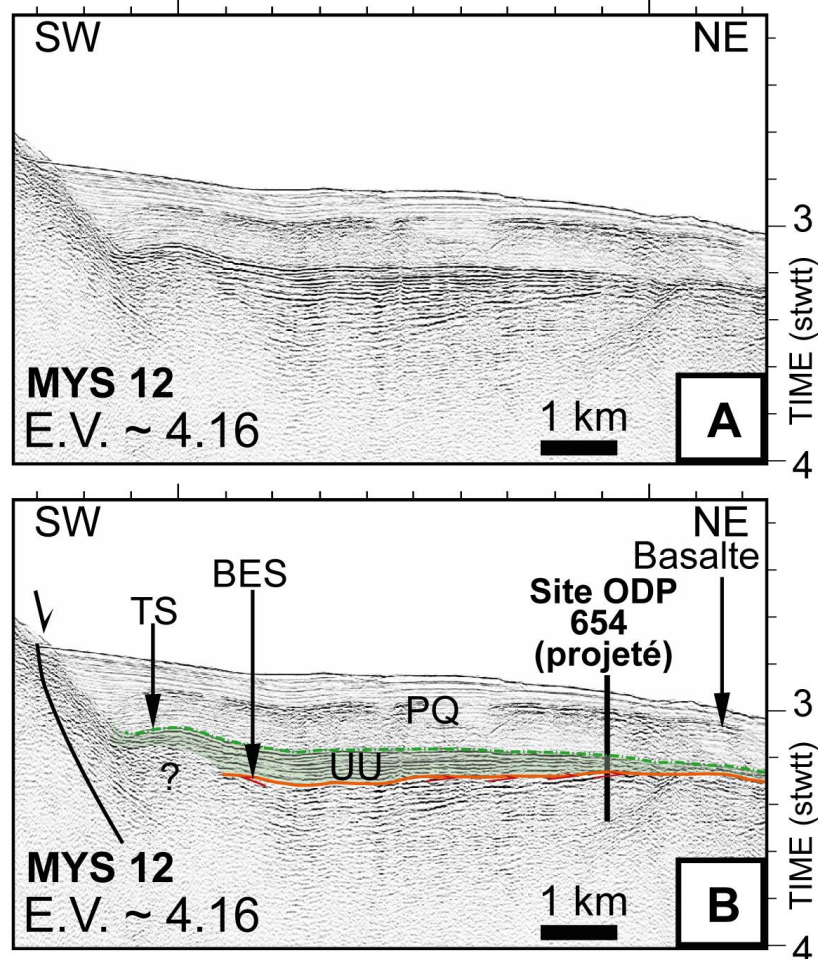 SW NE
3
TIME (stwtt)
MYS 12
E.V. ~ 4.16
1 km
A
4
SW NE
Basalte
BES
Site ODP
654
(projeté)
TS
3
PQ
UU
?
TIME (stwtt)
MYS 12
E.V. ~ 4.16
1 km
B
4